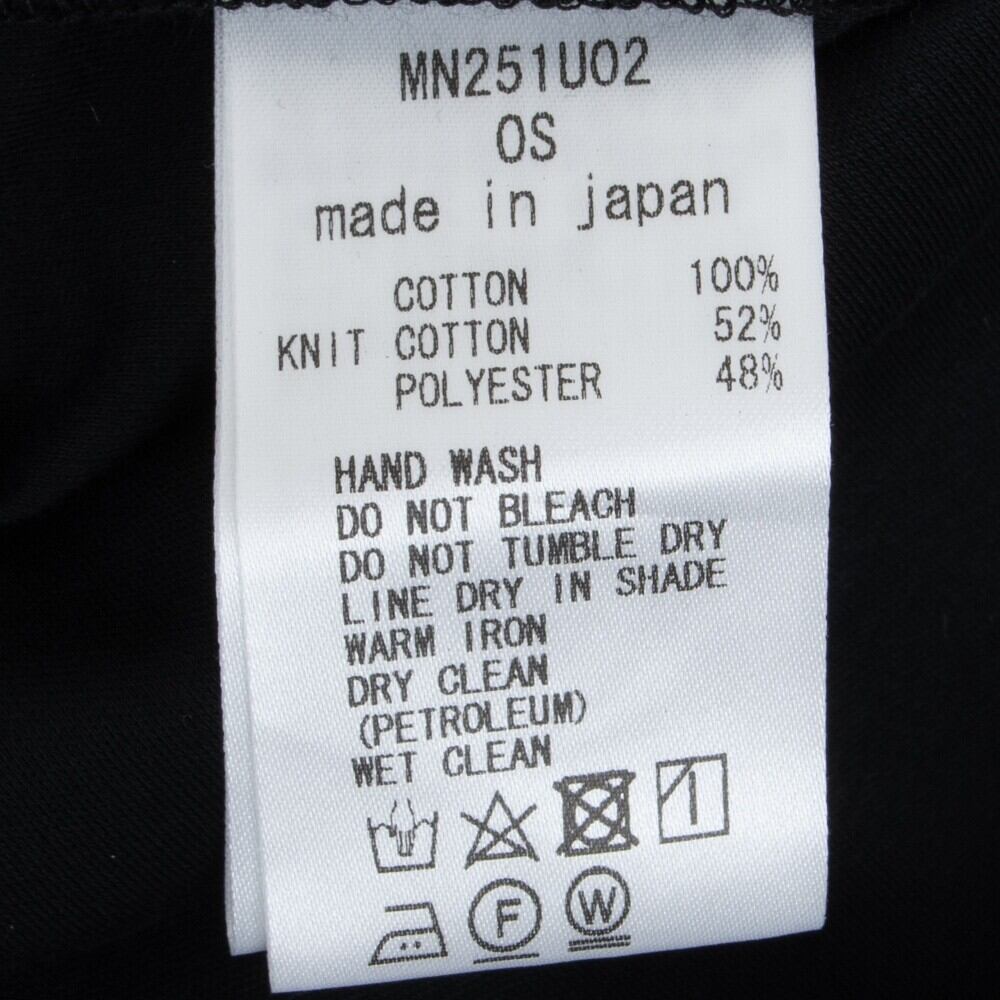 MN251U02
OS
made in japan
COTTON 100%
KNIT COTTON 52%
POLYESTER 48%
HAND WASH
DO NOT BLEACH
DO NOT TUMBLE DRY
LINE DRY IN SHADE
WARM IRON
DRY CLEAN
(PETROLEUM)
WET CLEAN
F W